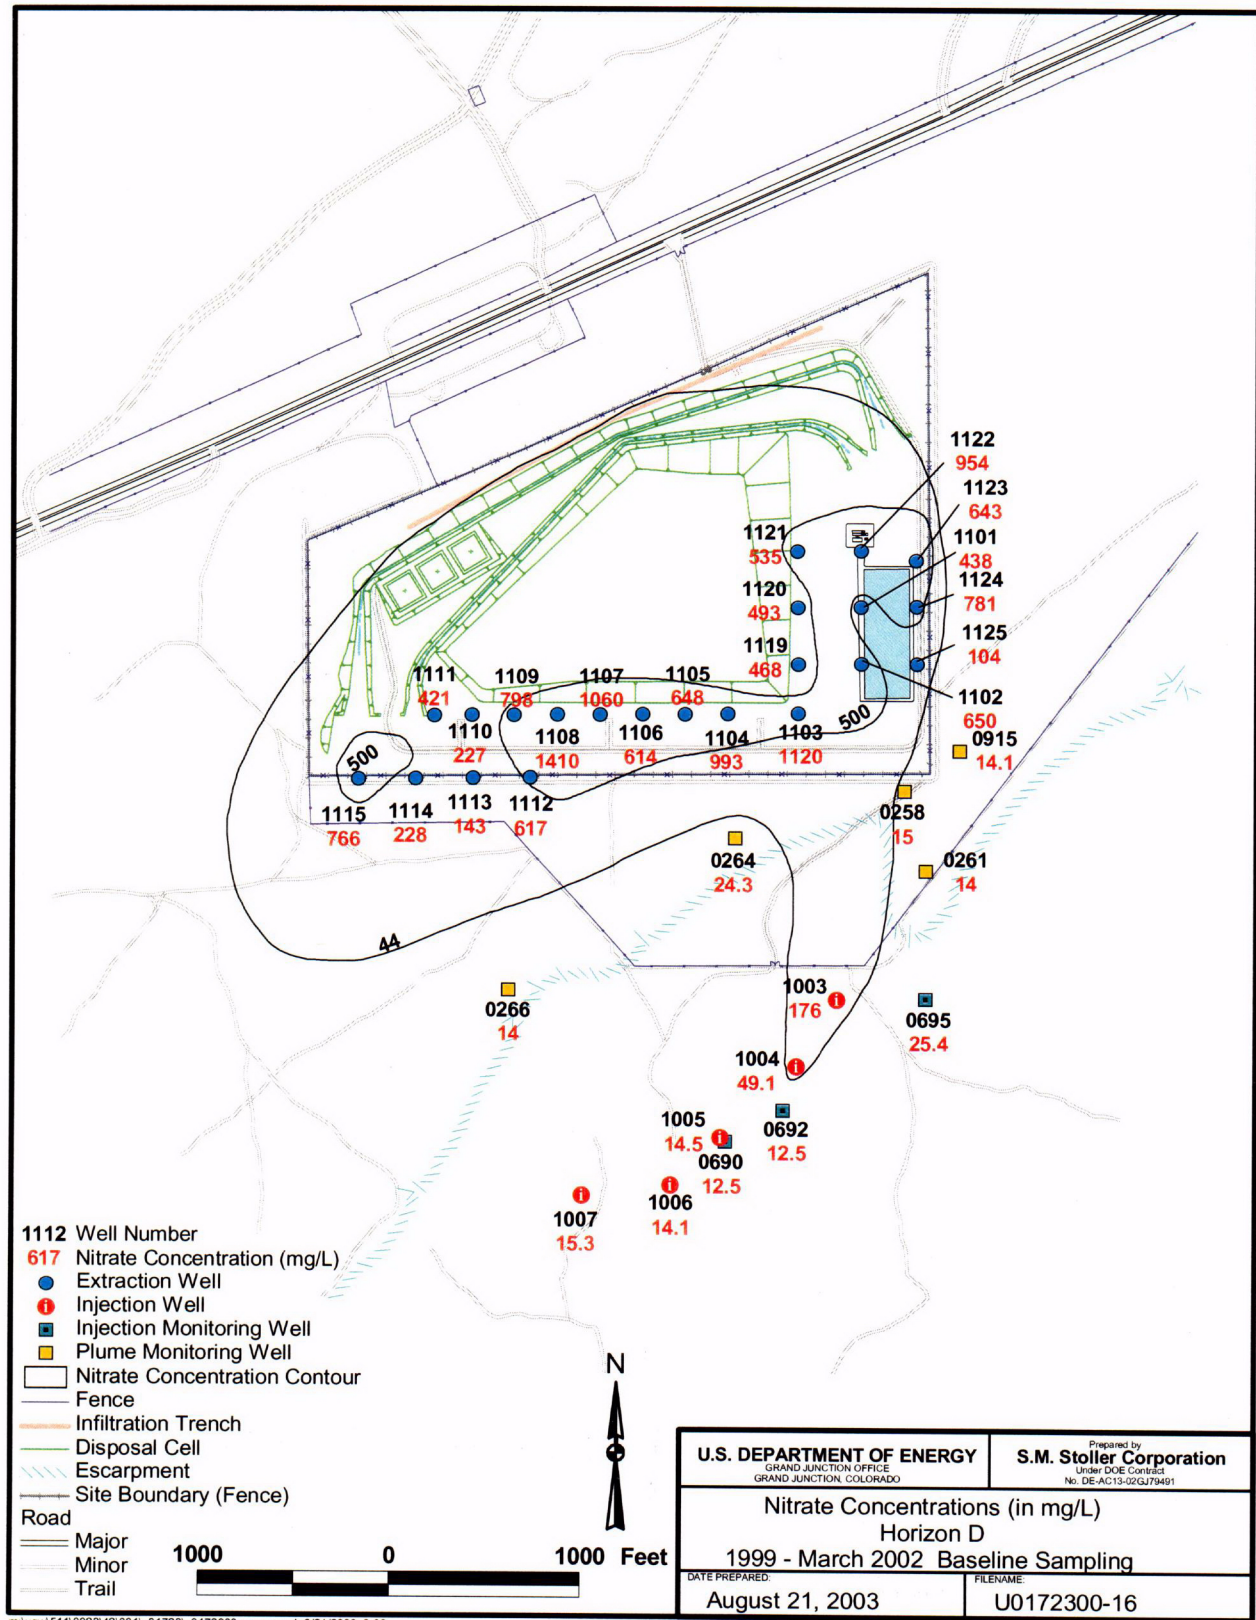 1122
954
1123
643
1121
535
1101
438
1120
493
1124
781
1119
468
1125
104
1111
421
1109
798
1107
1060
1105
648
1102
650
500
1110
227
1108
1410
1106
614
1104
993
1103
1120
0915
14.1
500
1115
766
1114
228
1113
143
1112
617
0258
15
0264
24.3
0261
14
44
1003
176
0266
14
0695
25.4
1004
49.1
1005
14.5
0692
12.5
0690
12.5
1006
14.1
1007
15.3
1112 Well Number
617 Nitrate Concentration (mg/L)
Extraction Well
i Injection Well
Injection Monitoring Well
Plume Monitoring Well
Nitrate Concentration Contour
Fence
Infiltration Trench
Disposal Cell
Escarpment
Site Boundary (Fence)
Road
Major
Minor
Trail
N
1000 0 1000 Feet
U.S. DEPARTMENT OF ENERGY
GRAND JUNCTION OFFICE
GRAND JUNCTION, COLORADO
Prepared by
S.M. Stoller Corporation
Under DOE Contract
No. DE-AC13-02GJ79491
Nitrate Concentrations (in mg/L)
Horizon D
1999 - March 2002 Baseline Sampling
DATE PREPARED:
August 21, 2003
FILENAME:
U0172300-16